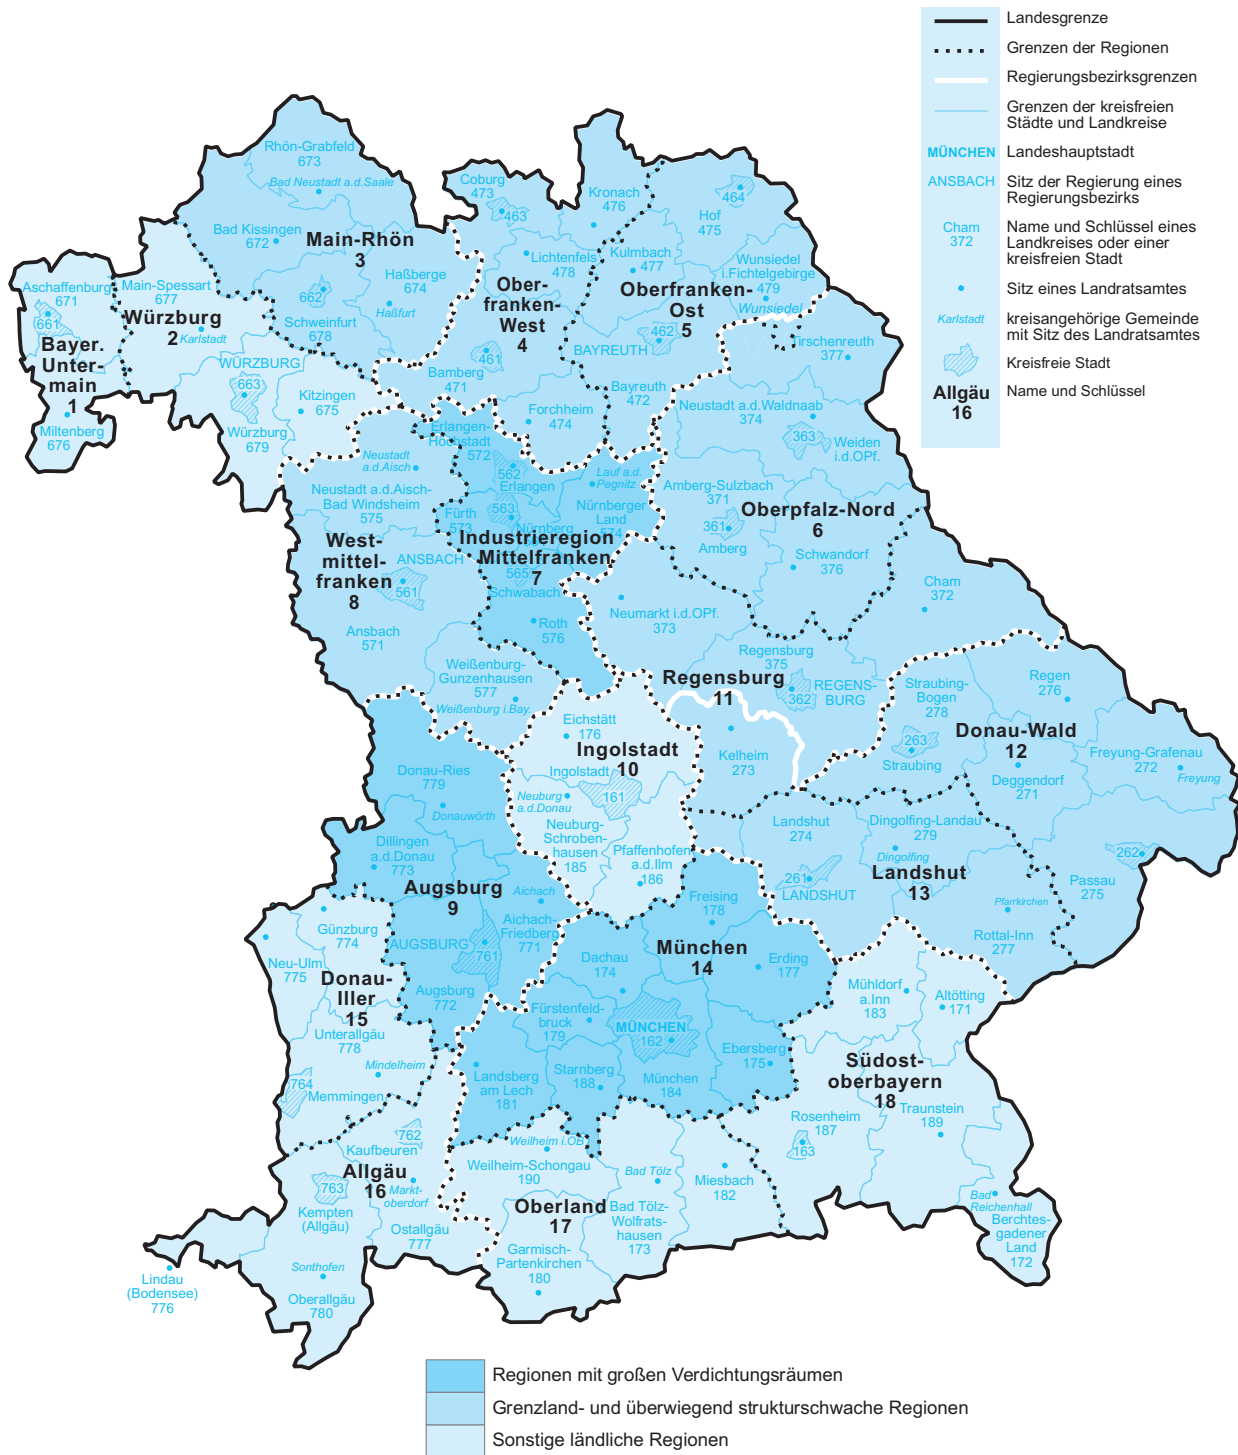 Landesgrenze
Grenzen der Regionen
Regierungsbezirksgrenzen
Grenzen der kreisfreien
Städte und Landkreise
MÜNCHEN Landeshauptstadt
ANSBACH Sitz der Regierung eines
Regierungsbezirks
Cham
372
Name und Schlüssel eines
Landkreises oder einer
kreisfreien Stadt
Sitz eines Landratsamtes
Karlstadt kreisangehörige Gemeinde
mit Sitz des Landratsamtes
Kreisfreie Stadt
Allgäu
16
Name und Schlüssel
Rhön-Grabfeld
673
Bad Neustadt a.d.Saale
Bad Kissingen
672
Main-Rhön
3
Haßberge
674
Haßfurt
662
Schweinfurt
678
Coburg
473
463
Kronach
476
Lichtenfels
478
Ober-
franken-
West
4
461
Bamberg
471
Forchheim
474
464
Hof
475
Kulmbach
477
Wunsiedel
i.Fichtelgebirge
479
Wunsiedel
Oberfranken-
Ost
5
462
BAYREUTH
Bayreuth
472
Aschaffenburg
671
661
Bayer.
Unter-
main
1
Miltenberg
676
Main-Spessart
677
Würzburg
2
Karlstadt
WÜRZBURG
663
Würzburg
679
Kitzingen
675
Tirschenreuth
377
Neustadt a.d.Waldnaab
374
363
Weiden
i.d.OPf.
Amberg-Sulzbach
371
361
Amberg
Oberpfalz-Nord
6
Schwandorf
376
Erlangen-
Höchstadt
572
562
Erlangen
Lauf a.d.
Pegnitz
Fürth
573
563
Nürnberg
Nürnberger
Land
574
Industrieregion
Mittelfranken
7
565
Schwabach
Roth
576
Neustadt
a.d.Aisch
Neustadt a.d.Aisch-
Bad Windsheim
575
West-
mittel-
franken
8
ANSBACH
561
Ansbach
571
Weißenburg-
Gunzenhausen
577
Weißenburg i.Bay.
Neumarkt i.d.OPf.
373
Cham
372
Regensburg
375
Regensburg
11
362
REGENS-
BURG
Kelheim
273
Straubing-
Bogen
278
263
Straubing
Regen
276
Donau-Wald
12
Freyung-Grafenau
272
Freyung
Deggendorf
271
262
Passau
275
Eichstätt
176
Ingolstadt
10
Ingolstadt
161
Neuburg
a.d.Donau
Neuburg-
Schrobenhausen
185
Pfaffenhofen
a.d.Ilm
186
Landshut
274
261
LANDSHUT
Dingolfing-Landau
279
Dingolfing
Landshut
13
Pfarrkirchen
Rottal-Inn
277
Donau-Ries
779
Donauwörth
Dillingen
a.d.Donau
773
Augsburg
9
Aichach
Aichach-
Friedberg
771
AUGSBURG
761
Augsburg
772
Freising
178
München
14
Erding
177
Dachau
174
Fürstenfeld-
bruck
179
MÜNCHEN
162
Ebersberg
175
Landsberg
am Lech
181
Starnberg
188
München
184
Günzburg
774
Neu-Ulm
775
Donau-
Iller
15
Unterallgäu
778
Mindelheim
764
Memmingen
Mühldorf
a.Inn
183
Altötting
171
Südost-
oberbayern
18
Rosenheim
187
163
Traunstein
189
Bad
Reichenhall
Berchtes-
gadener
Land
172
762
Kaufbeuren
Allgäu
16
763
Kempten
(Allgäu)
Markt-
oberdorf
Ostallgäu
777
Sonthofen
Oberallgäu
780
Lindau
(Bodensee)
776
Weilheim i.OB
Weilheim-Schongau
190
Oberland
17
Bad Tölz
Bad Tölz-
Wolfrats-
hausen
173
Miesbach
182
Garmisch-
Partenkirchen
180
Regionen mit großen Verdichtungsräumen
Grenzland- und überwiegend strukturschwache Regionen
Sonstige ländliche Regionen